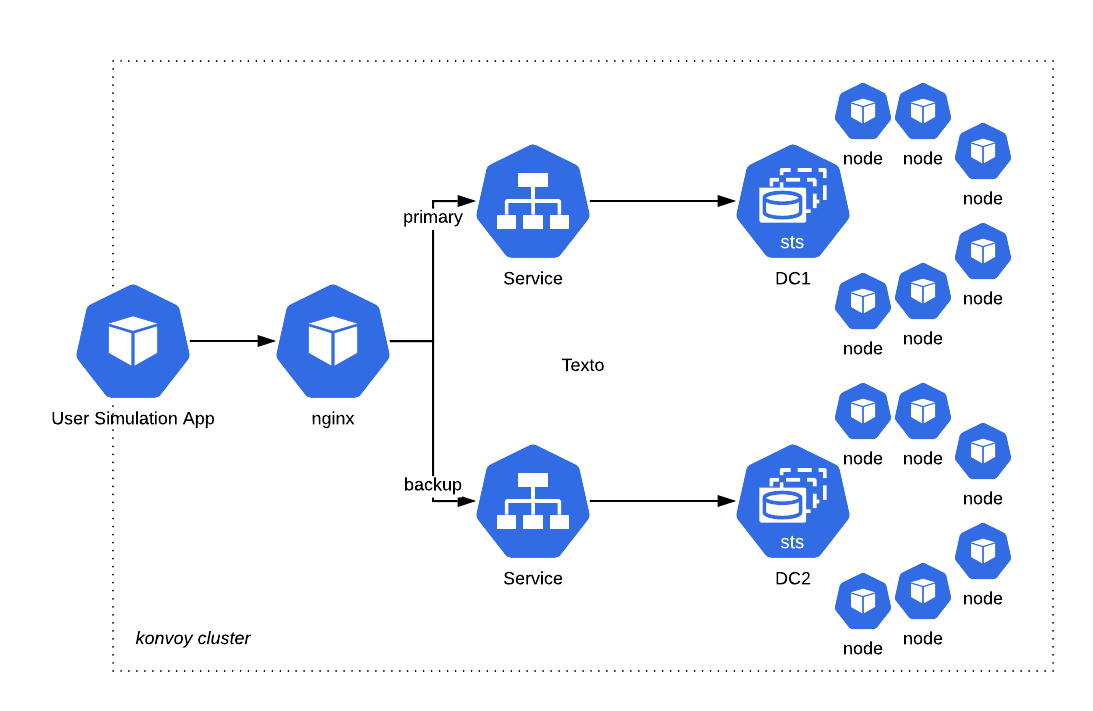 node
node
node
primary
sts
Service
DC1
node
node
node
Texto
User Simulation App
nginx
node
node
node
backup
sts
Service
DC2
node
node
node
konvoy cluster